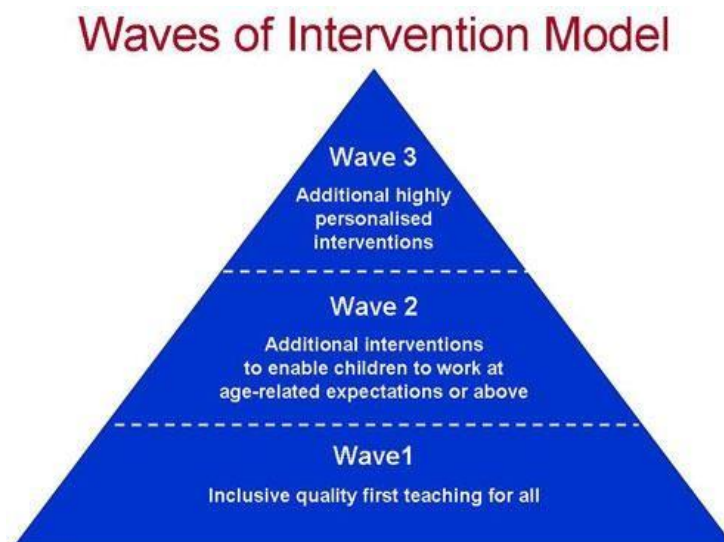 Waves of Intervention Model
Wave 3
Additional highly
personalised
interventions
Wave 2
Additional interventions
to enable children to work at
age-related expectations or above
Wave1
Inclusive quality first teaching for all